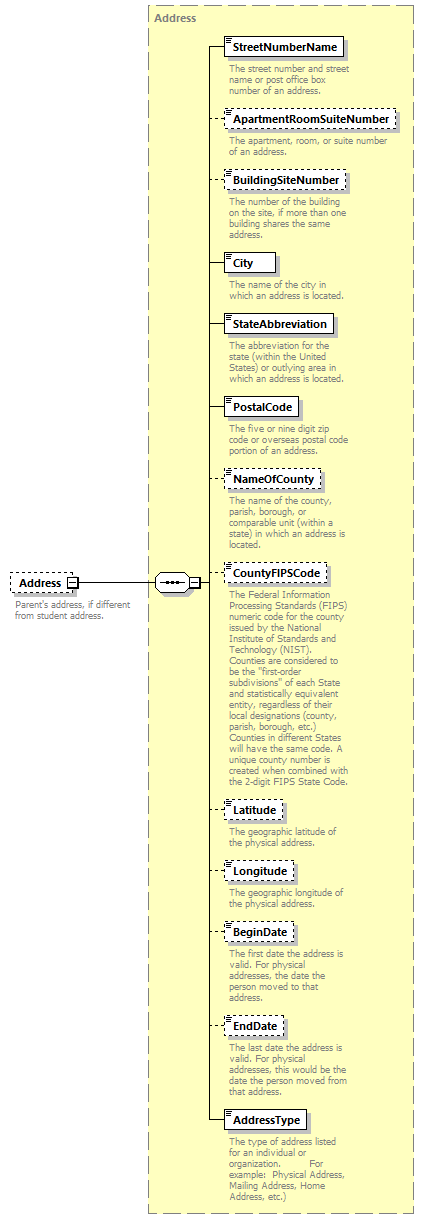 Address
StreetNumberName
The street number and street
name or post office box
number of an address.
ApartmentRoomSuiteNumber
The apartment, room, or suite number
of an address.
BuildingSiteNumber
The number of the building
on the site, if more than one
building shares the same
address.
City
The name of the city in
which an address is located.
StateAbbreviation
The abbreviation for the
state (within the United
States) or outlying area in
which an address is located.
PostalCode
The five or nine digit zip
code or overseas postal code
portion of an address.
NameOfCounty
The name of the county,
parish, borough, or
comparable unit (within a
state) in which an address is
located.
Address
Parent's address, if different
from student address.
CountyFIPSCode
The Federal Information
Processing Standards (FIPS)
numeric code for the county
issued by the National
Institute of Standards and
Technology (NIST).
Counties are considered to
be the "first-order
subdivisions" of each State
and statistically equivalent
entity, regardless of their
local designations (county,
parish, borough, etc.)
Counties in different States
will have the same code. A
unique county number is
created when combined with
the 2-digit FIPS State Code.
Latitude
The geographic latitude of
the physical address.
Longitude
The geographic longitude of
the physical address.
BeginDate
The first date the address is
valid. For physical
addresses, the date the
person moved to that
address.
EndDate
The last date the address is
valid. For physical
addresses, this would be the
date the person moved from
that address.
AddressType
The type of address listed
for an individual or
organization. For
example: Physical Address,
Mailing Address, Home
Address, etc.)